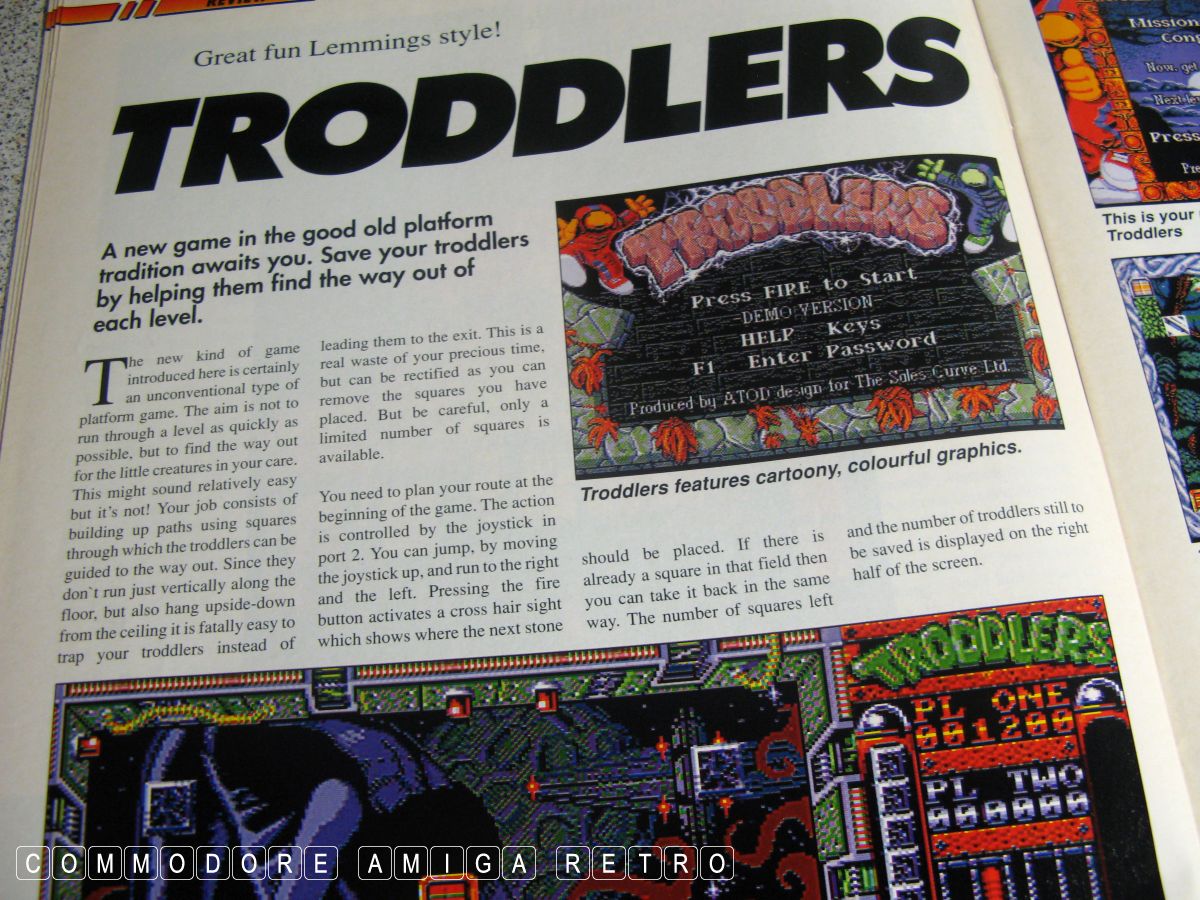 Great fun Lemmings style!
TRODDLERS
A new game in the good old platform
tradition awaits you. Save your troddlers
by helping them find the way out of
each level.
The new kind of game
introduced here is certainly
an unconventional type of
platform game. The aim is not to
run through a level as quickly as
possible, but to find the way out
for the little creatures in your care.
This might sound relatively easy
but it's not! Your job consists of
building up paths using squares
through which the troddlers can be
guided to the way out. Since they
don`t run just vertically along the
floor, but also hang upside-down
from the ceiling it is fatally easy to
trap your troddlers instead of
leading them to the exit. This is a
real waste of your precious time,
but can be rectified as you can
remove the squares you have
placed. But be careful, only a
limited number of squares is
available.
You need to plan your route at the
beginning of the game. The action
is controlled by the joystick in
port 2. You can jump, by moving
the joystick up, and run to the right
and the left. Pressing the fire
button activates a cross hair sight
which shows where the next stone
TRODDLERS
Press FIRE to Start
DEMO VERSION
HELP Keys
F1 Enter Password
Produced by ATOD design for The Sales Curve Ltd.
Troddlers features cartoony, colourful graphics.
should be placed. If there is
already a square in that field then
you can take it back in the same
way. The number of squares left
and the number of troddlers still to
be saved is displayed on the right
half of the screen.
TRODDLERS
PL ONE
001200
PL TWO
000000
Mission
Now, get
Press
This is your
Troddlers
COMMODORE AMIGA RETRO